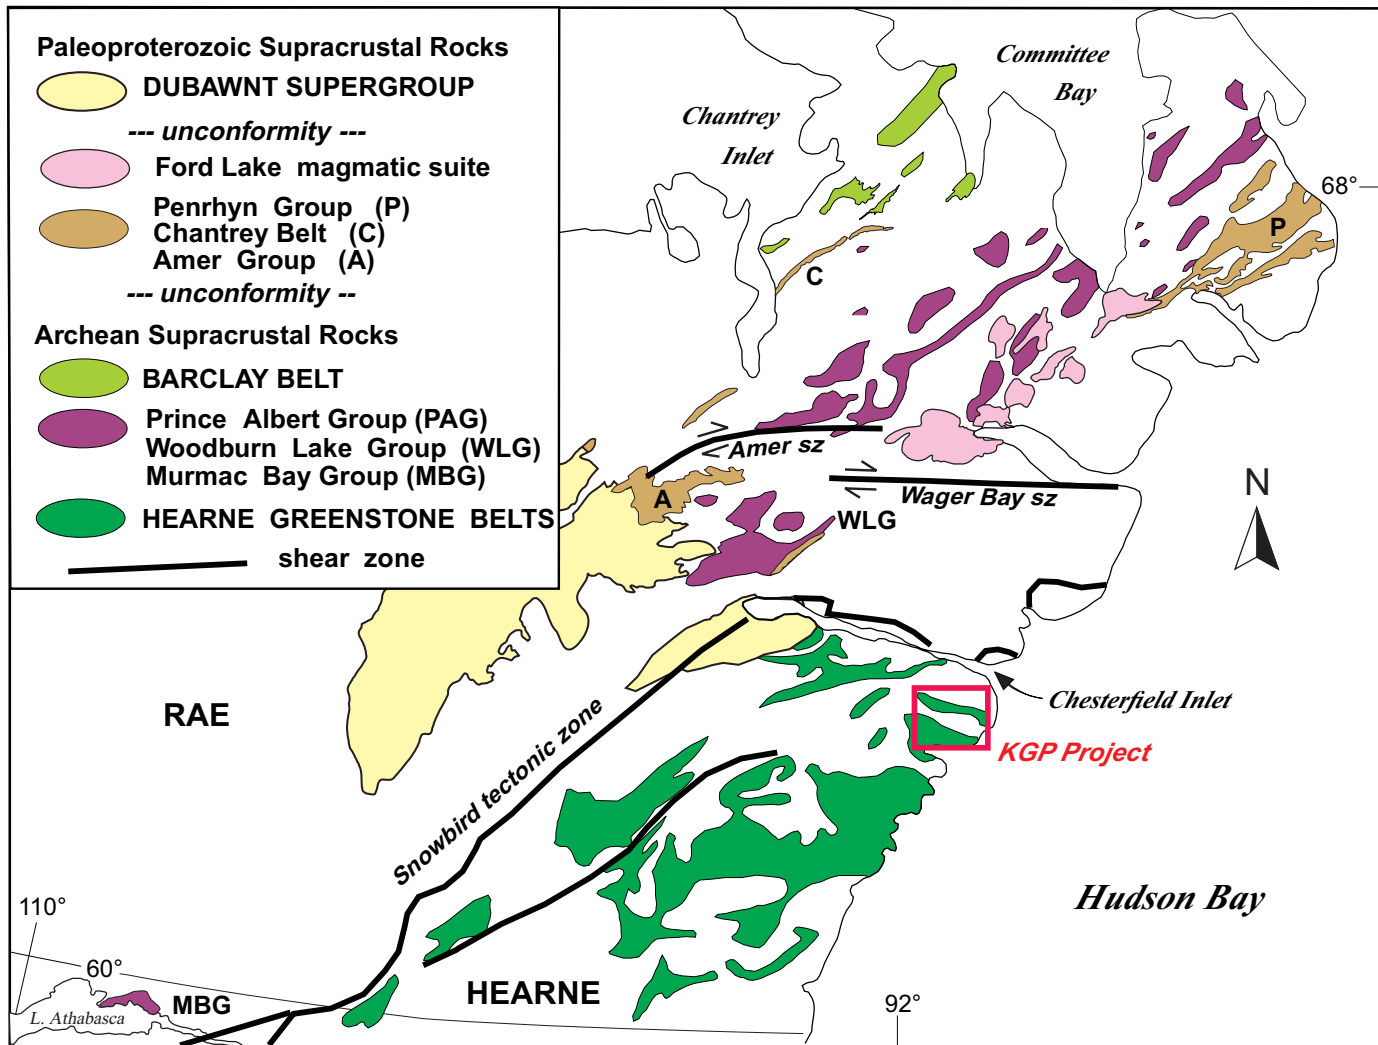 Paleoproterozoic Supracrustal Rocks
DUBAWNT SUPERGROUP
--- unconformity ---
Ford Lake magmatic suite
Penrhyn Group (P)
Chantrey Belt (C)
Amer Group (A)
--- unconformity --
Archean Supracrustal Rocks
BARCLAY BELT
Prince Albert Group (PAG)
Woodburn Lake Group (WLG)
Murmac Bay Group (MBG)
HEARNE GREENSTONE BELTS
shear zone
Committee
Bay
Chantrey
Inlet
68°
P
C
Amer sz
A
Wager Bay sz
WLG
N
RAE
Snowbird tectonic zone
Chesterfield Inlet
KGP Project
Hudson Bay
110°
60°
MBG
L. Athabasca
HEARNE
92°